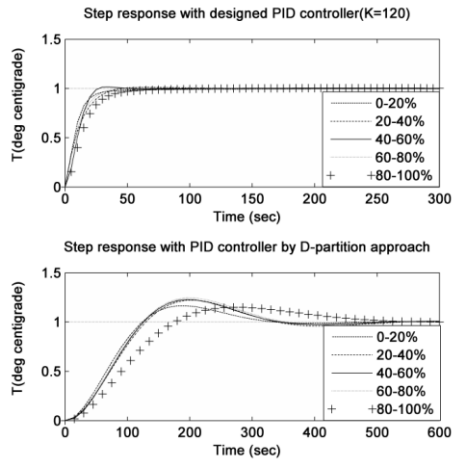 Step response with designed PID controller(K=120)
1.5
1
0.5
0
T(deg centigrade)
0-20%
20-40%
40-60%
60-80%
80-100%
0 50 100 150 200 250 300
Time (sec)
Step response with PID controller by D-partition approach
1.5
1
0.5
0
T(deg centigrade)
0-20%
20-40%
40-60%
60-80%
80-100%
0 100 200 300 400 500 600
Time (sec)